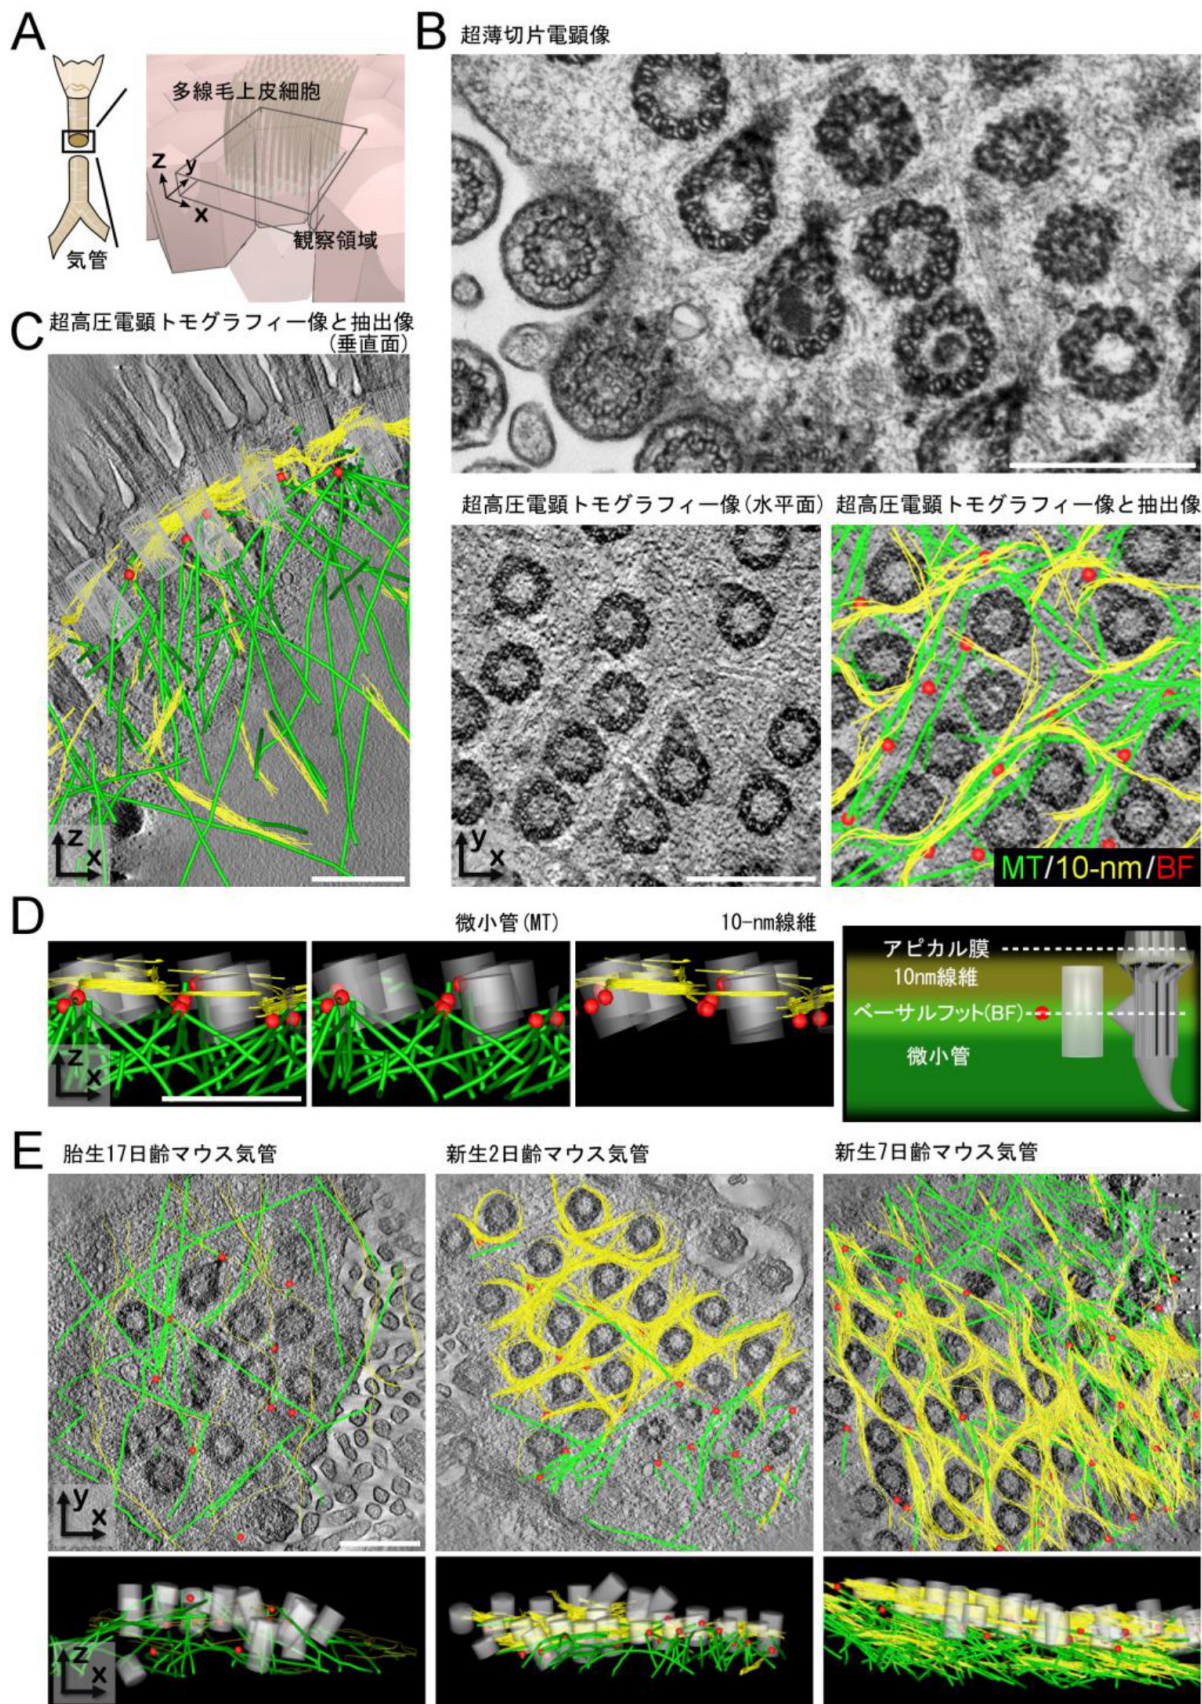 A
多線毛上皮細胞
z
y
x
観察領域
気管
B
超薄切片電顕像
C
超高圧電顕トモグラフィー像と抽出像
(垂直面)
z
x
超高圧電顕トモグラフィー像(水平面)
y
x
超高圧電顕トモグラフィー像と抽出像
MT/10-nm/BF
D
微小管(MT)
10-nm線維
z
x
アピカル膜
10nm線維
ベーサルフット(BF)
微小管
E
胎生17日齢マウス気管
新生2日齢マウス気管
新生7日齢マウス気管
y
x
z
x